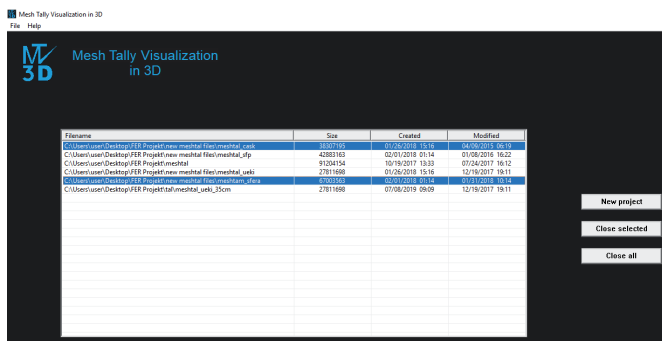 Mesh Tally Visualization in 3D
File Help
MT
3D
Mesh Tally Visualization
in 3D
Filename Size Created Modified
C:\Users\user\Desktop\FER Projekt\new meshtal files\meshtal_cask 38307195 01/26/2018 15:16 04/09/2015 06:19
C:\Users\user\Desktop\FER Projekt\new meshtal files\meshtal_sfp 42883163 02/01/2018 01:14 01/08/2016 16:22
C:\Users\user\Desktop\FER Projekt\meshtal 91204154 10/19/2017 13:33 07/24/2017 16:12
C:\Users\user\Desktop\FER Projekt\new meshtal files\meshtal_ueki 27811698 01/26/2018 15:16 12/19/2017 19:11
C:\Users\user\Desktop\FER Projekt\new meshtal files\meshtam_sfera 67003563 02/01/2018 01:14 01/31/2018 10:14
C:\Users\user\Desktop\FER Projekt\tal\meshtal_ueki_35cm 27811698 07/08/2019 09:09 12/19/2017 19:11
New project
Close selected
Close all